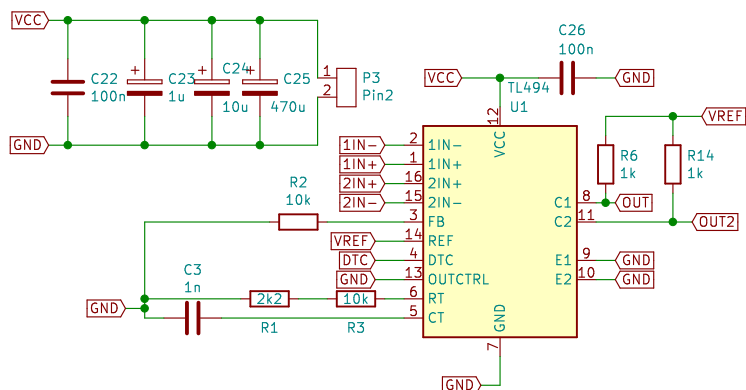 VCC
C26
100n
C22
100n
+
C23
1u
+
C24
10u
+
C25
470u
1
2
P3
Pin2
VCC
GND
TL494
U1
12
VCC
VREF
GND
R6
1k
R14
1k
1IN-
2
1IN-
1IN+
1
1IN+
2IN+
16
2IN+
2IN-
15
2IN-
C1
8
OUT
R2
10k
3
FB
C2
11
OUT2
VREF
14
REF
DTC
4
DTC
E1
9
GND
GND
13
OUTCTRL
E2
10
GND
C3
1n
2k2
10k
6
RT
GND
R1
R3
5
CT
GND
7
GND